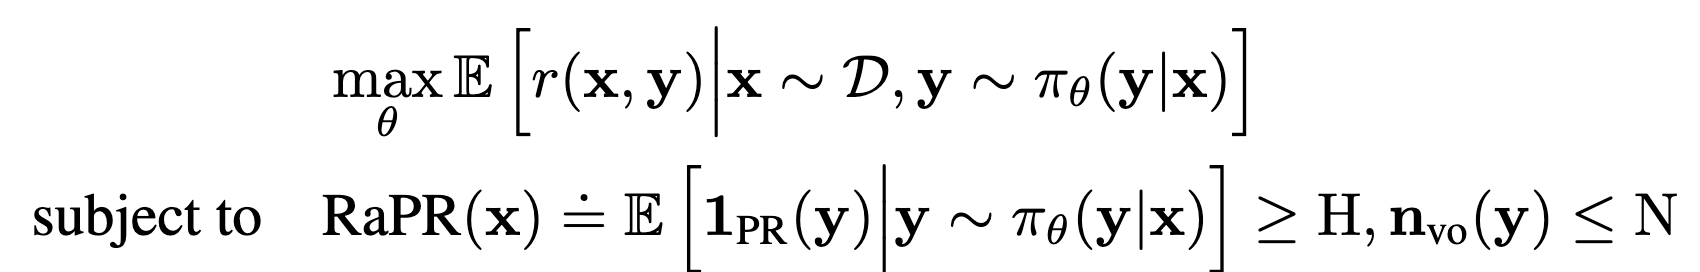 max_θ 𝔼 [r(𝐱, 𝐲) | 𝐱 ∼ 𝒟, 𝐲 ∼ π_θ(𝐲|𝐱)]
subject to RaPR(𝐱) ≐ 𝔼 [𝟏_PR(𝐲) | 𝐲 ∼ π_θ(𝐲|𝐱)] ≥ H, 𝐧_vo(𝐲) ≤ N